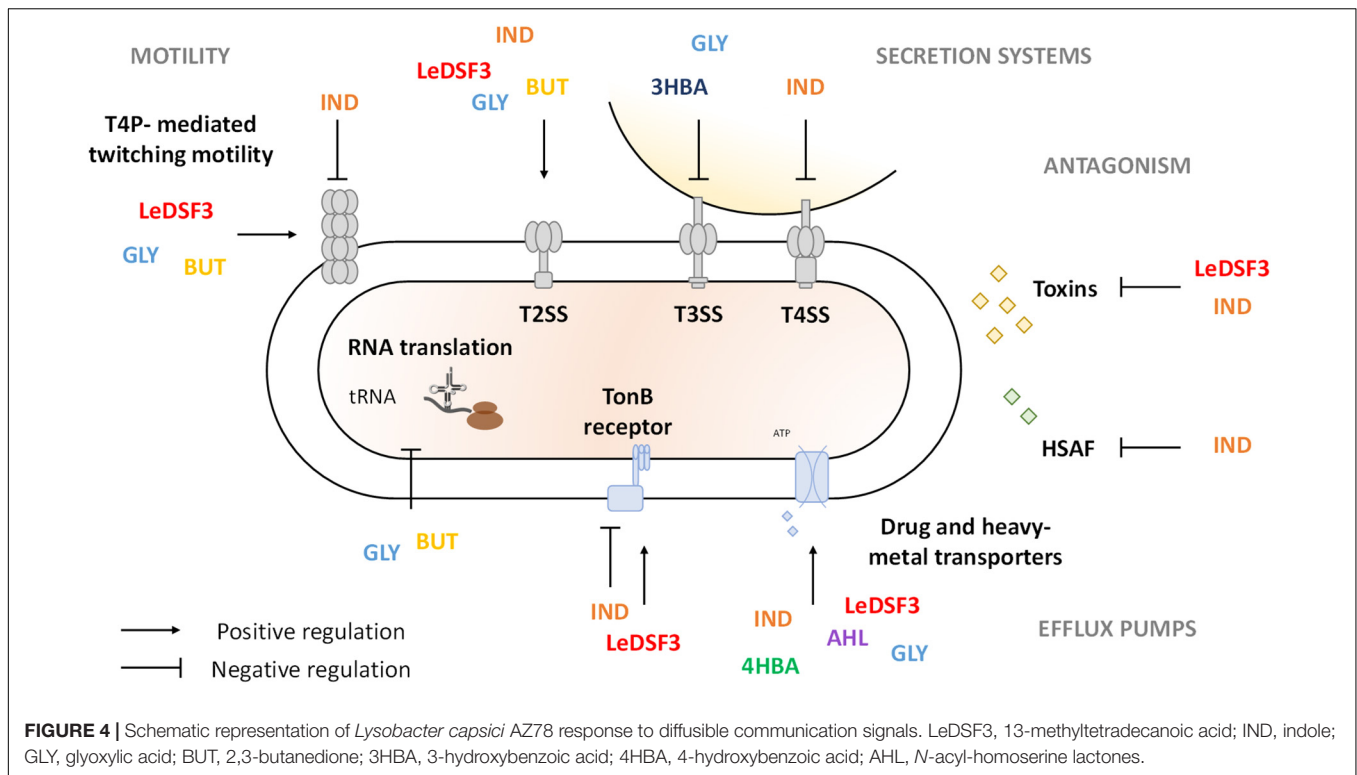 MOTILITY
IND
GLY
SECRETION SYSTEMS
LeDSF3
BUT
GLY
3HBA
IND
IND
T4P- mediated
twitching motility
ANTAGONISM
LeDSF3
GLY
BUT
T2SS
T3SS
T4SS
Toxins
LeDSF3
IND
RNA translation
tRNA
TonB
receptor
ATP
HSAF
IND
GLY
BUT
Drug and heavy-
metal transporters
IND
LeDSF3
IND
LeDSF3
AHL
GLY
4HBA
EFFLUX PUMPS
Positive regulation
Negative regulation
FIGURE 4 | Schematic representation of Lysobacter capsici AZ78 response to diffusible communication signals. LeDSF3, 13-methyltetradecanoic acid; IND, indole;
GLY, glyoxylic acid; BUT, 2,3-butanedione; 3HBA, 3-hydroxybenzoic acid; 4HBA, 4-hydroxybenzoic acid; AHL, N-acyl-homoserine lactones.